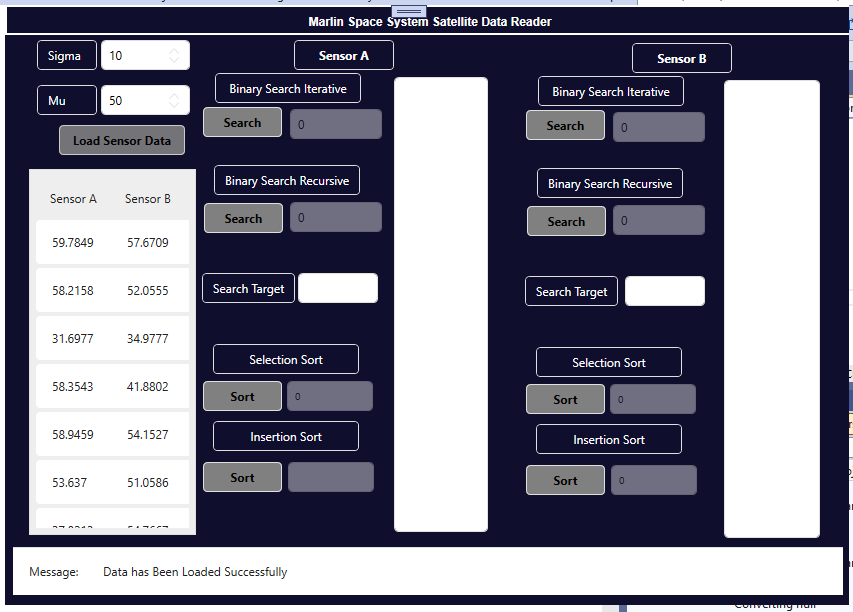 Marlin Space System Satellite Data Reader
Sigma 10
Mu 50
Load Sensor Data
Sensor A Sensor B
59.7849 57.6709
58.2158 52.0555
31.6977 34.9777
58.3543 41.8802
58.9459 54.1527
53.637 51.0586
Sensor A
Binary Search Iterative
Search 0
Binary Search Recursive
Search 0
Search Target
Selection Sort
Sort 0
Insertion Sort
Sort
Sensor B
Binary Search Iterative
Search 0
Binary Search Recursive
Search 0
Search Target
Selection Sort
Sort 0
Insertion Sort
Sort 0
Message: Data has Been Loaded Successfully